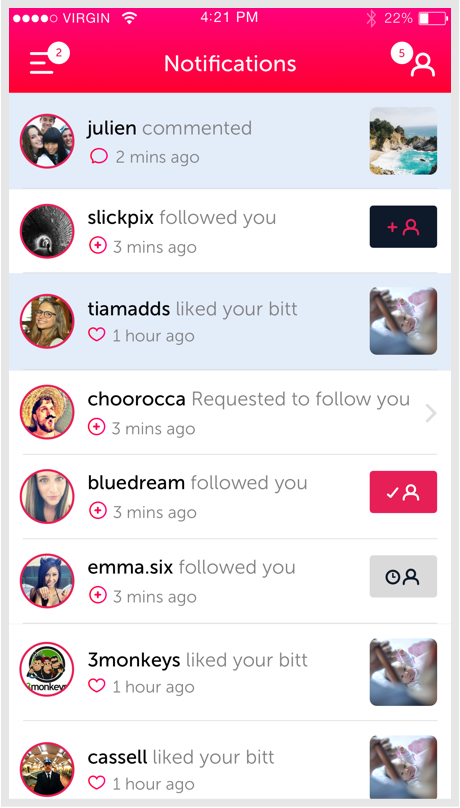 VIRGIN 4:21 PM 22%
2 Notifications 5
julien commented
2 mins ago
slickpix followed you
3 mins ago
tiamadds liked your bitt
1 hour ago
choorocca Requested to follow you
3 mins ago
bluedream followed you
3 mins ago
emma.six followed you
3 mins ago
3monkeys liked your bitt
3monkeys
1 hour ago
cassell liked your bitt
1 hour ago